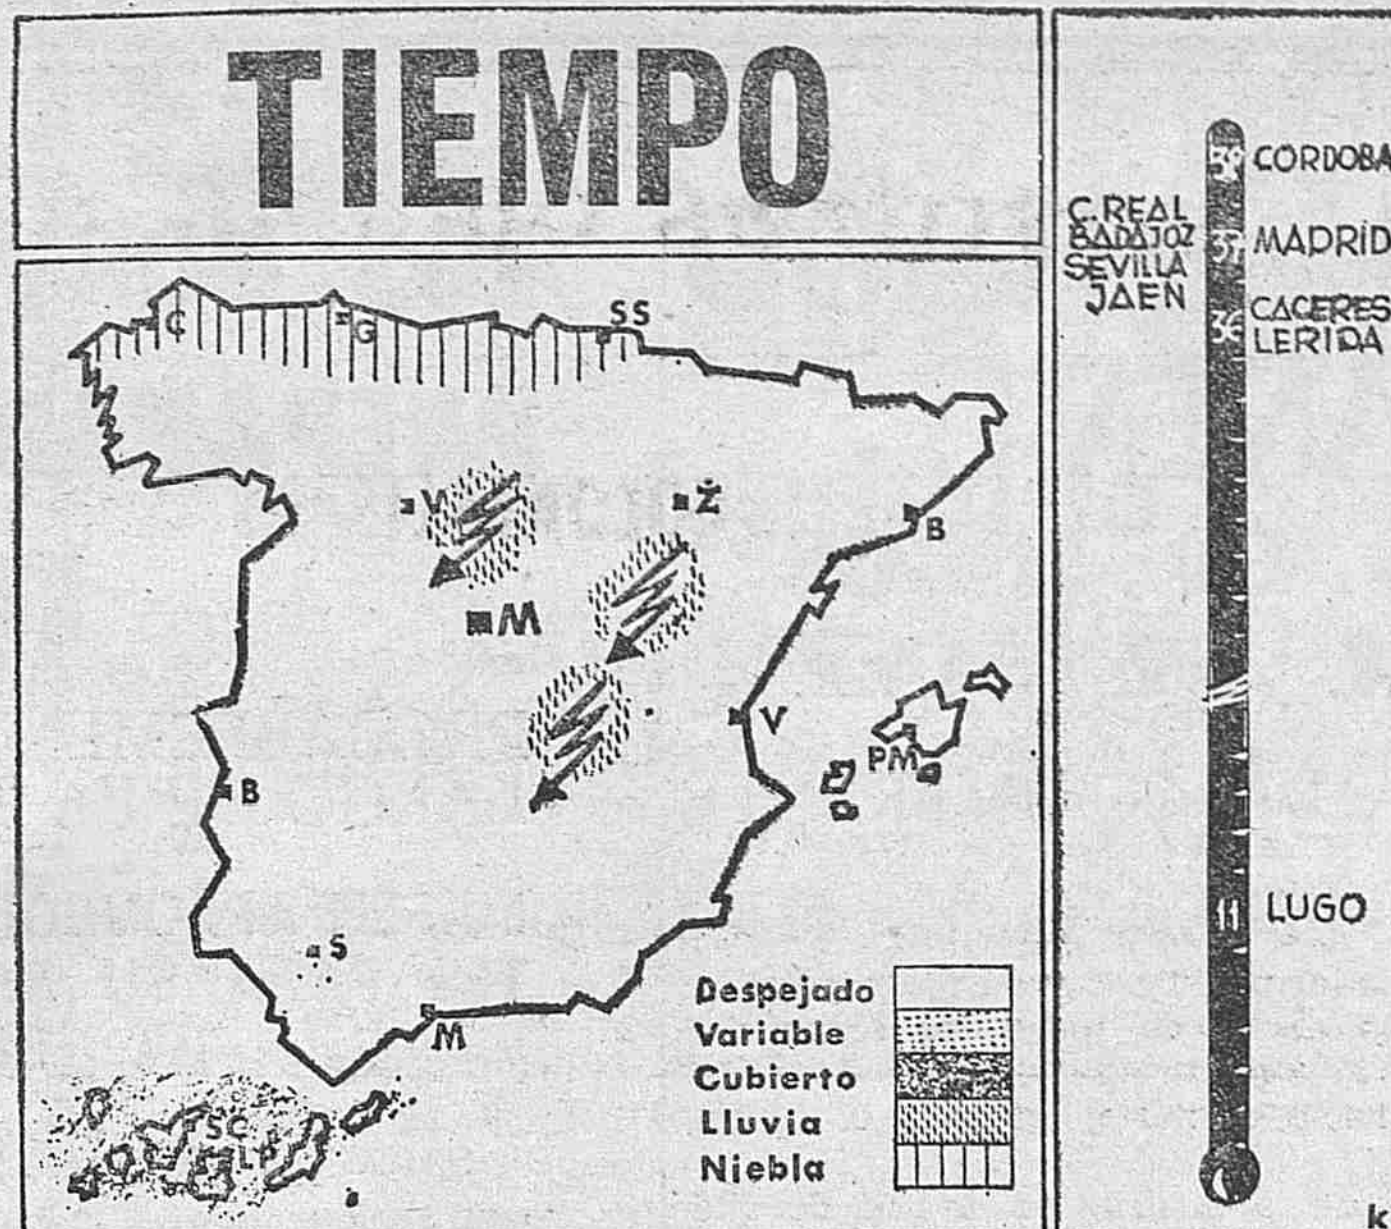 TIEMPO
C
G
SS
V
Z
B
M
V
PM
B
S
M
SC
LP
Despejado
Variable
Cubierto
Lluvia
Niebla
39 CORDOBA
C.REAL
BADAJOZ
SEVILLA
JAEN
37 MADRID
36 CACERES
LERIDA
11 LUGO
k